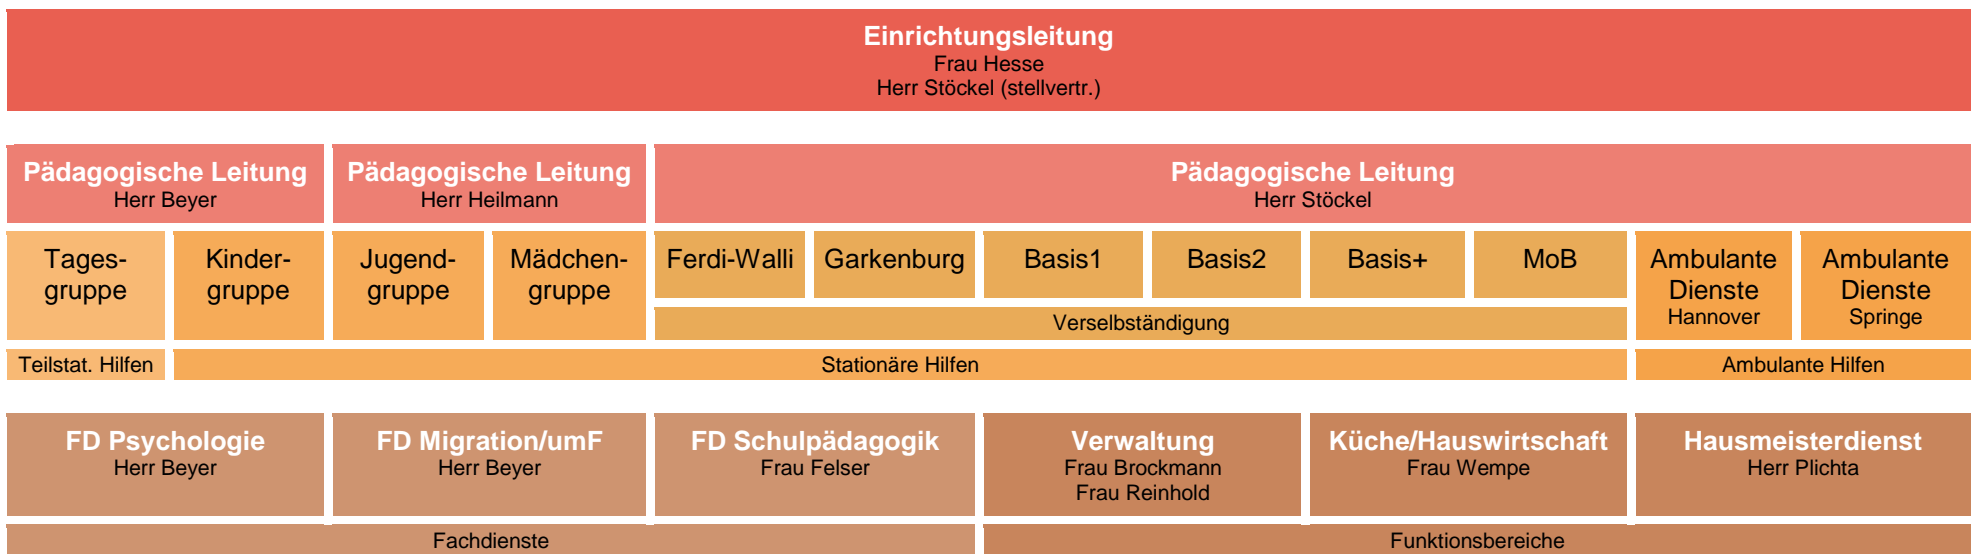 Einrichtungsleitung
Frau Hesse
Herr Stöckel (stellvertr.)
Pädagogische Leitung
Herr Beyer
Pädagogische Leitung
Herr Heilmann
Pädagogische Leitung
Herr Stöckel
Tages-
gruppe
Kinder-
gruppe
Jugend-
gruppe
Mädchen-
gruppe
Ferdi-Walli
Garkenburg
Basis1
Basis2
Basis+
MoB
Ambulante
Dienste
Hannover
Ambulante
Dienste
Springe
Verselbständigung
Teilstat. Hilfen
Stationäre Hilfen
Ambulante Hilfen
FD Psychologie
Herr Beyer
FD Migration/umF
Herr Beyer
FD Schulpädagogik
Frau Felser
Verwaltung
Frau Brockmann
Frau Reinhold
Küche/Hauswirtschaft
Frau Wempe
Hausmeisterdienst
Herr Plichta
Fachdienste
Funktionsbereiche